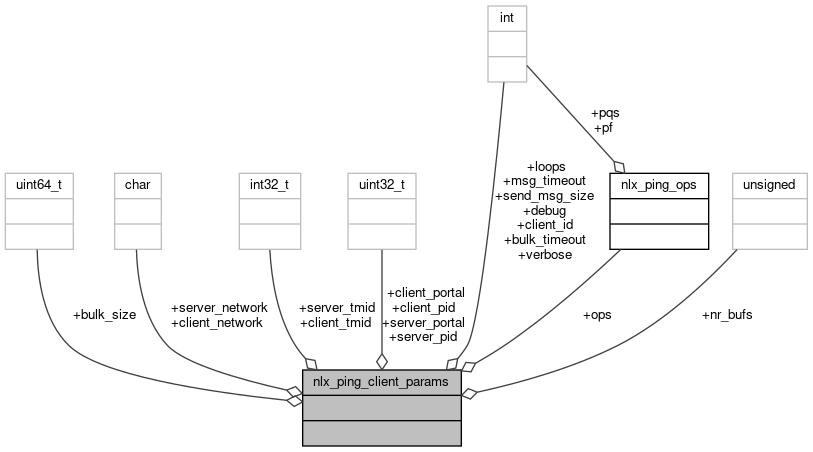 int
+pqs
+pf
uint64_t
char
int32_t
uint32_t
+loops
+msg_timeout
+send_msg_size
+debug
+client_id
+bulk_timeout
+verbose
nlx_ping_ops
unsigned
+bulk_size
+server_network
+client_network
+server_tmid
+client_tmid
+client_portal
+client_pid
+server_portal
+server_pid
+ops
+nr_bufs
nlx_ping_client_params